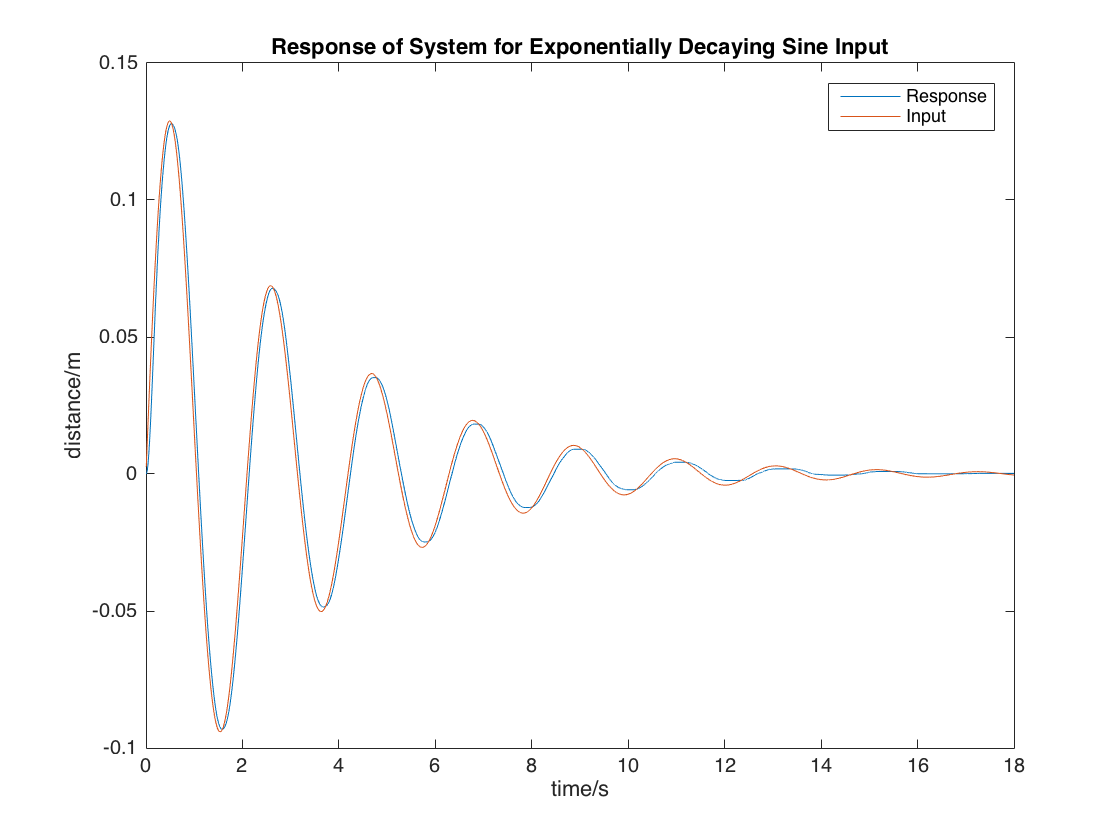 Response of System for Exponentially Decaying Sine Input
0.15
0.1
0.05
0
-0.05
-0.1
distance/m
Response
Input
0 2 4 6 8 10 12 14 16 18
time/s